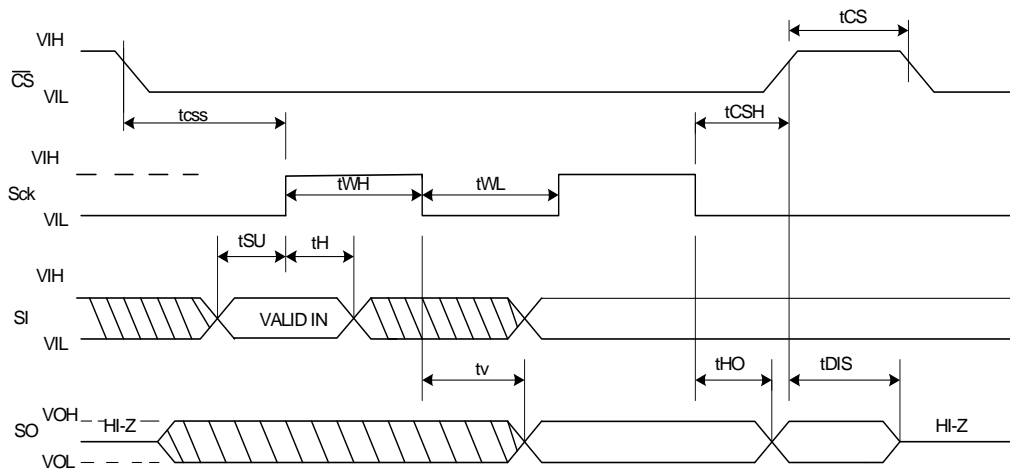 tCS
VIH
C̅S̅
VIL
tcss
tCSH
VIH
tWH
tWL
Sck
VIL
tSU
tH
VIH
SI
VALID IN
VIL
tv
tHO
tDIS
VOH
SO
HI-Z
HI-Z
VOL